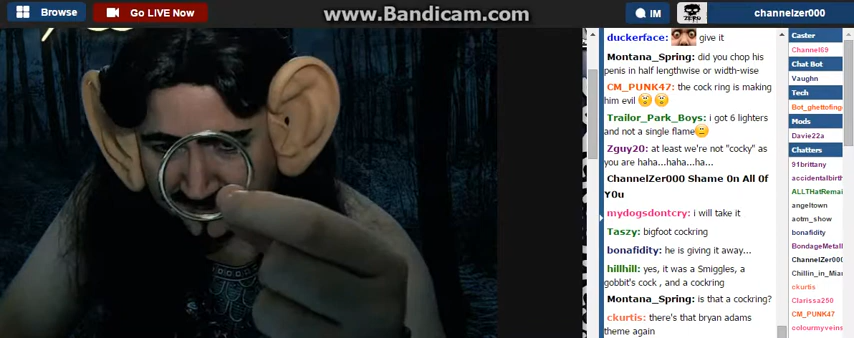 Browse
Go LIVE Now
www.Bandicam.com
IM
ZERO
channelzer000
duckerface: give it
Montana_Spring: did you chop his
penis in half lengthwise or width-wise
CM_PUNK47: the cock ring is making
him evil
Trailor_Park_Boys: i got 6 lighters
and not a single flame
Zguy20: at least we're not "cocky" as
you are haha...haha...ha...
ChannelZer000 Shame 0n All 0f
Y0u
mydogsdontcry: i will take it
Taszy: bigfoot cockring
bonafidity: he is giving it away...
hillhill: yes, it was a Smiggles, a
gobbit's cock , and a cockring
Montana_Spring: is that a cockring?
ckurtis: there's that bryan adams
theme again
Caster
Channel69
Chat Bot
Vaughn
Tech
Bot_ghettofing
Mods
Davie22a
Chatters
91brittany
accidentalbirth
ALLTHatRemai
angeltown
aotm_show
bonafidity
BondageMetall
ChannelZer000
Chillin_in_Mia
ckurtis
Clarissa250
CM_PUNK47
colourmyveins